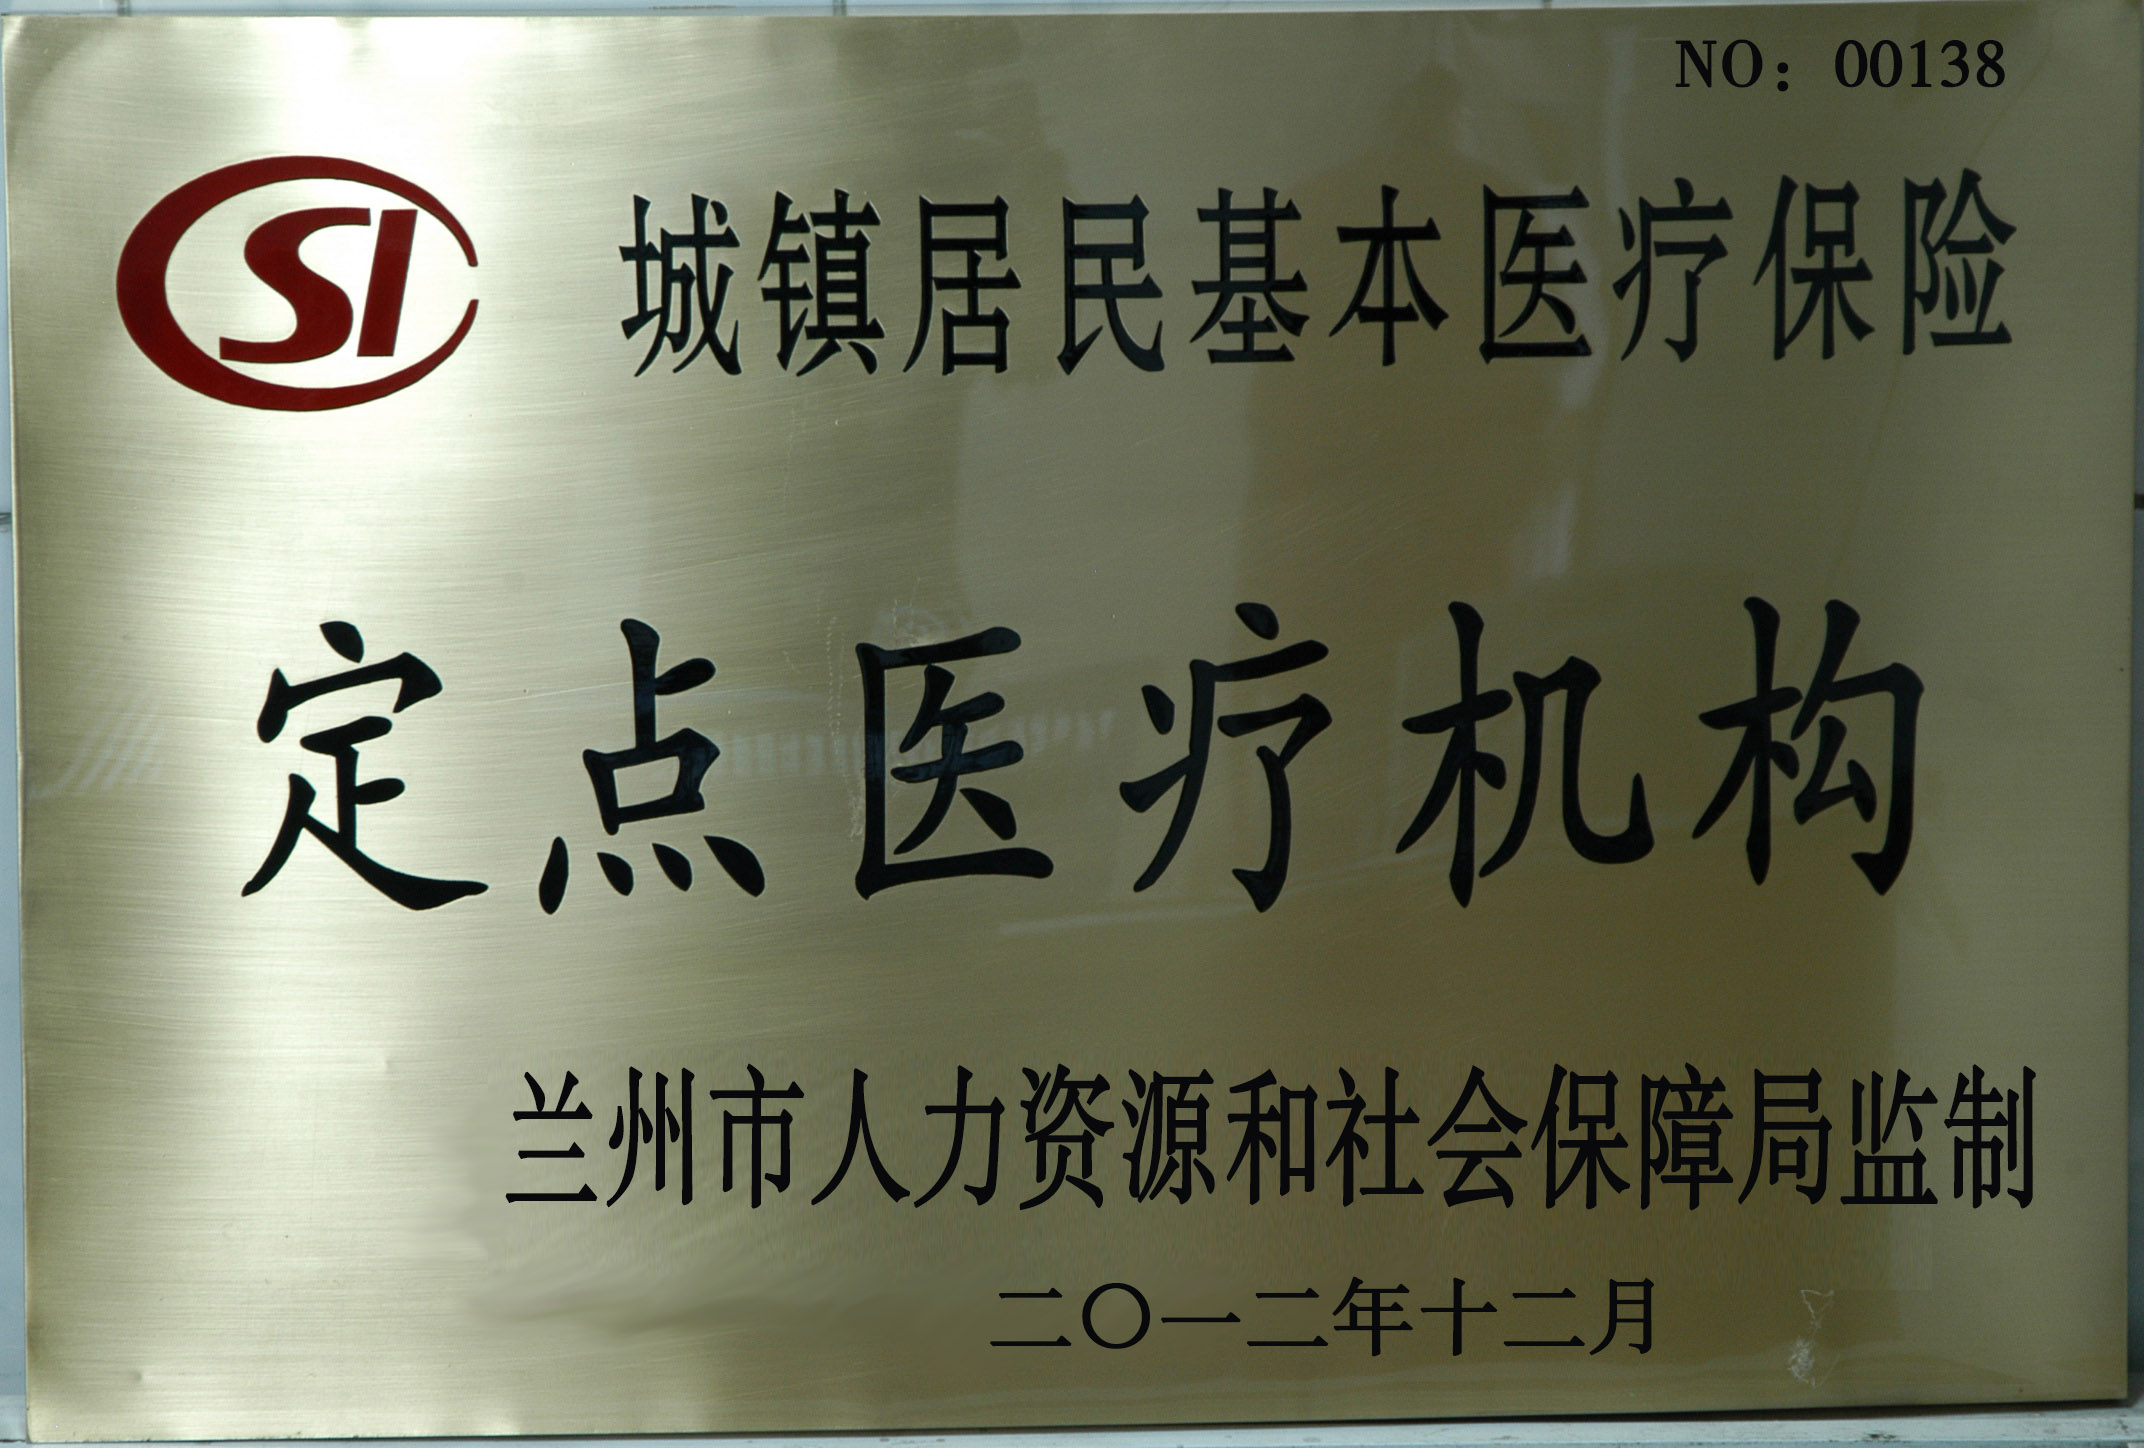 NO：00138
CSI
城镇居民基本医疗保险
定点医疗机构
兰州市人力资源和社会保障局监制
二〇一二年十二月